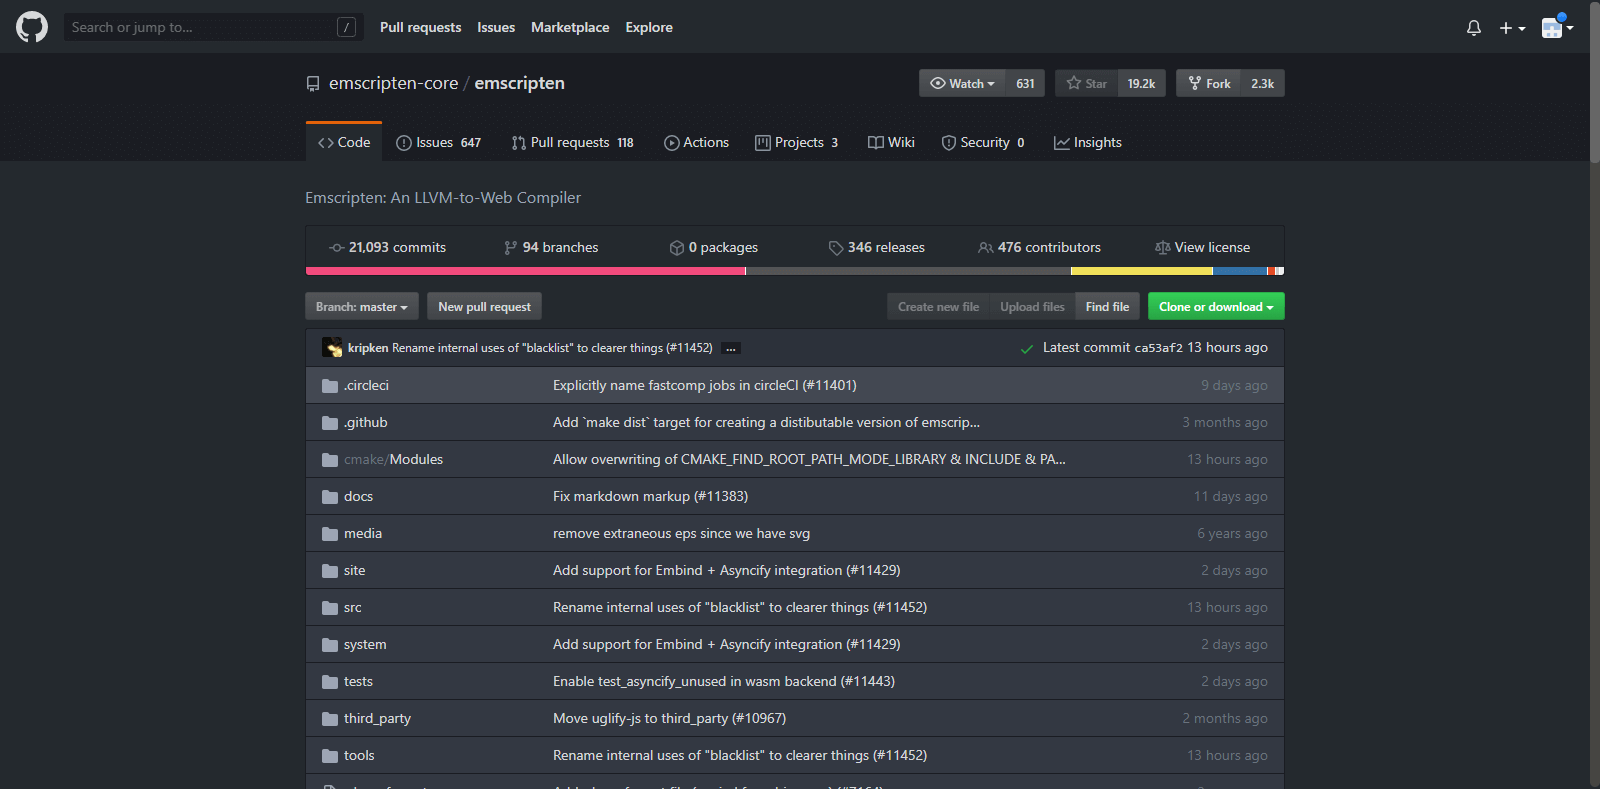 Search or jump to... /
Pull requests Issues Marketplace Explore
emscripten-core / emscripten
Watch 631 Star 19.2k Fork 2.3k
Code Issues 647 Pull requests 118 Actions Projects 3 Wiki Security 0 Insights
Emscripten: An LLVM-to-Web Compiler
21,093 commits 94 branches 0 packages 346 releases 476 contributors View license
Branch: master New pull request Create new file Upload files Find file Clone or download
kripken Rename internal uses of "blacklist" to clearer things (#11452) ... Latest commit ca53af2 13 hours ago
.circleci Explicitly name fastcomp jobs in circleCI (#11401) 9 days ago
.github Add `make dist` target for creating a distibutable version of emscrip... 3 months ago
cmake/Modules Allow overwriting of CMAKE_FIND_ROOT_PATH_MODE_LIBRARY & INCLUDE & PA... 13 hours ago
docs Fix markdown markup (#11383) 11 days ago
media remove extraneous eps since we have svg 6 years ago
site Add support for Embind + Asyncify integration (#11429) 2 days ago
src Rename internal uses of "blacklist" to clearer things (#11452) 13 hours ago
system Add support for Embind + Asyncify integration (#11429) 2 days ago
tests Enable test_asyncify_unused in wasm backend (#11443) 2 days ago
third_party Move uglify-js to third_party (#10967) 2 months ago
tools Rename internal uses of "blacklist" to clearer things (#11452) 13 hours ago